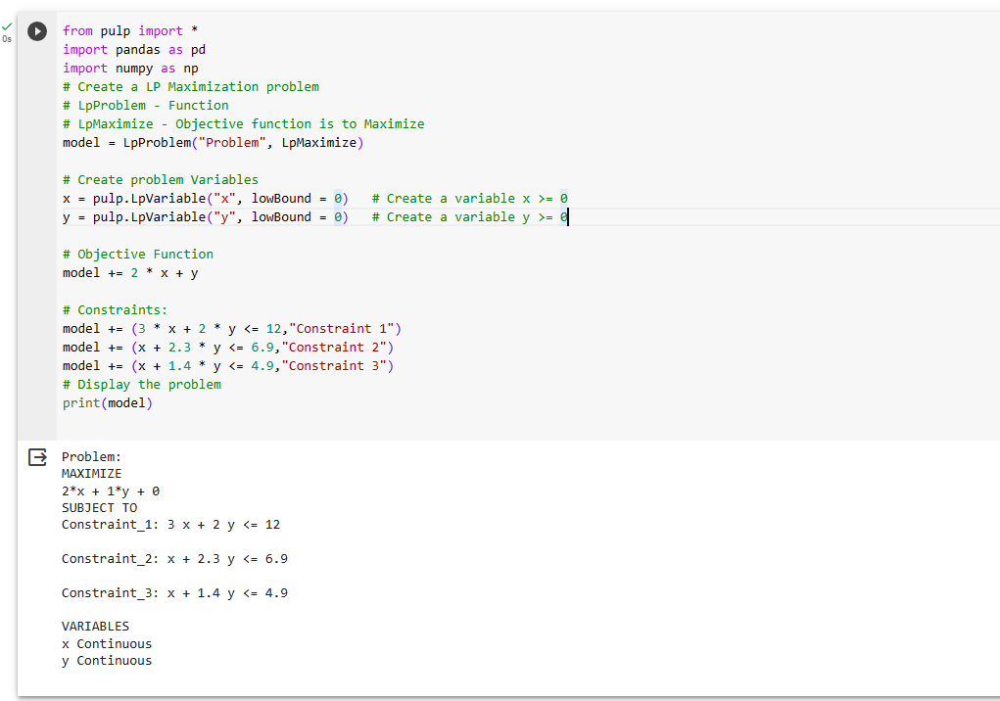 0s
from pulp import *
import pandas as pd
import numpy as np
# Create a LP Maximization problem
# LpProblem - Function
# LpMaximize - Objective function is to Maximize
model = LpProblem("Problem", LpMaximize)
# Create problem Variables
x = pulp.LpVariable("x", lowBound = 0)   # Create a variable x >= 0
y = pulp.LpVariable("y", lowBound = 0)   # Create a variable y >= 0
# Objective Function
model += 2 * x + y
# Constraints:
model += (3 * x + 2 * y <= 12,"Constraint 1")
model += (x + 2.3 * y <= 6.9,"Constraint 2")
model += (x + 1.4 * y <= 4.9,"Constraint 3")
# Display the problem
print(model)
Problem:
MAXIMIZE
2*x + 1*y + 0
SUBJECT TO
Constraint_1: 3 x + 2 y <= 12
Constraint_2: x + 2.3 y <= 6.9
Constraint_3: x + 1.4 y <= 4.9
VARIABLES
x Continuous
y Continuous